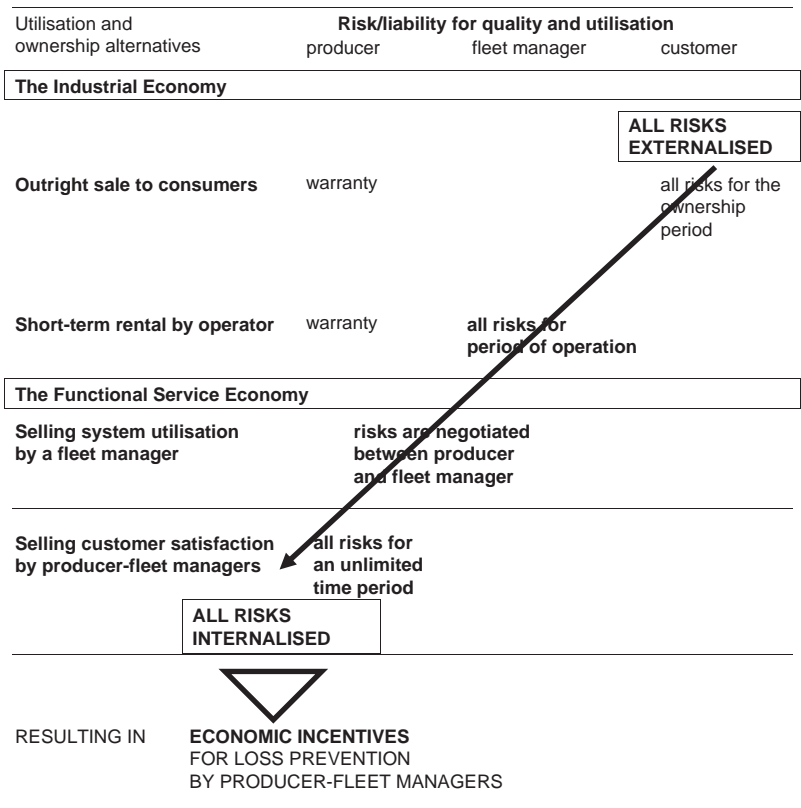 Utilisation and
ownership alternatives
Risk/liability for quality and utilisation
producer fleet manager customer
The Industrial Economy
ALL RISKS
EXTERNALISED
Outright sale to consumers
warranty
all risks for the
ownership
period
Short-term rental by operator
warranty
all risks for
period of operation
The Functional Service Economy
Selling system utilisation
by a fleet manager
risks are negotiated
between producer
and fleet manager
Selling customer satisfaction
by producer-fleet managers
all risks for
an unlimited
time period
ALL RISKS
INTERNALISED
RESULTING IN
ECONOMIC INCENTIVES
FOR LOSS PREVENTION
BY PRODUCER-FLEET MANAGERS